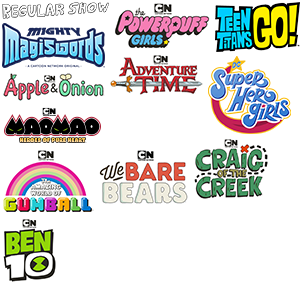 REGULAR SHOW
CN
the POWERPUFF GIRLS
TEEN TITANS GO!
MIGHTY
MAGISWORDS
A CARTOON NETWORK ORIGINAL
CN
ADVENTURE TIME
DC
Super Hero girls
CN
Apple & Onion
CN
MAO MAO
HEROES OF PURE HEART
CN
We BARE BEARS
CN
CRAIG
OF THE
CREEK
CN
THE AMAZING
WORLD OF
GUMBALL
CN
BEN
10